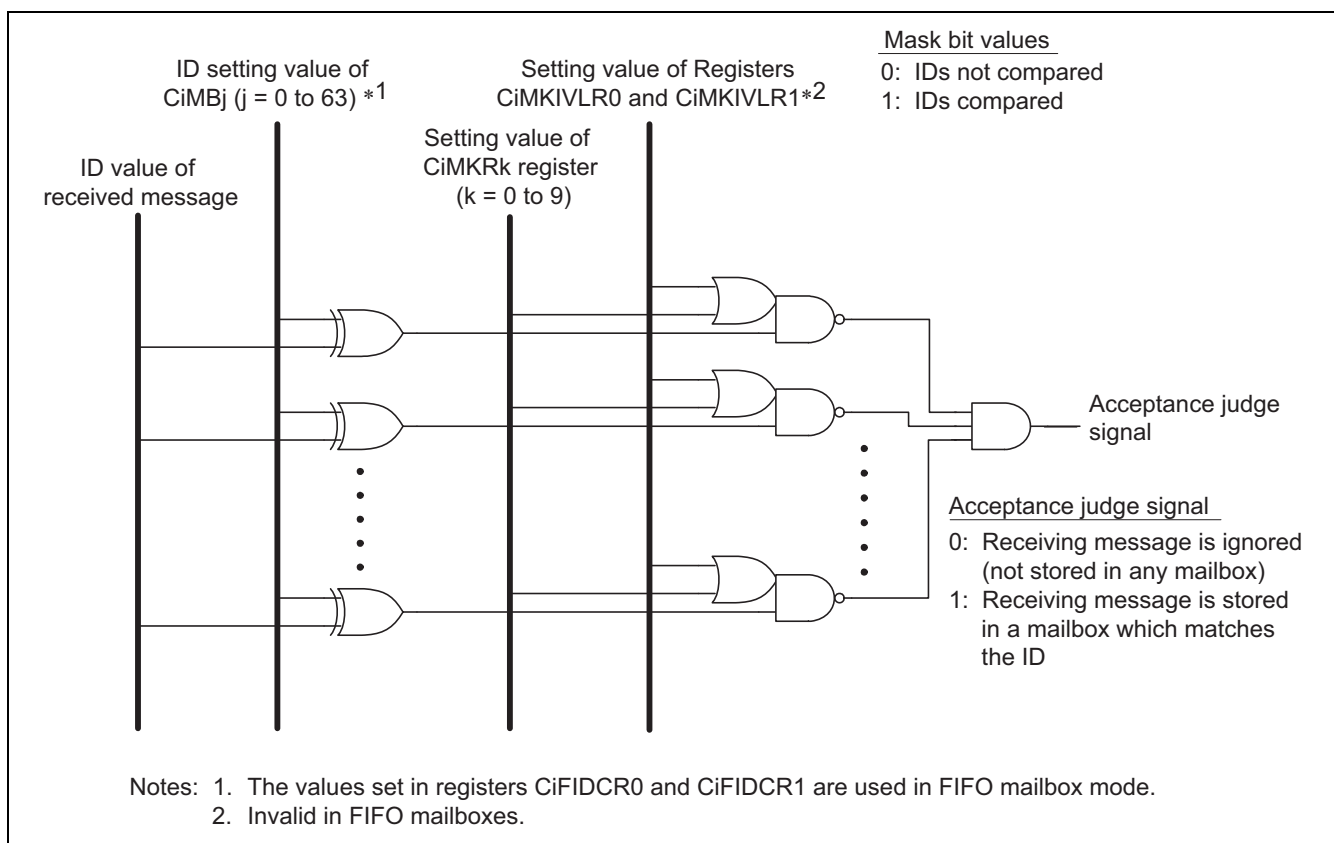 ID setting value of
CiMBj (j = 0 to 63) *1
Setting value of Registers
CiMKIVLR0 and CiMKIVLR1*2
Mask bit values
0: IDs not compared
1: IDs compared
ID value of
received message
Setting value of
CiMKRk register
(k = 0 to 9)
Acceptance judge
signal
Acceptance judge signal
0: Receiving message is ignored
(not stored in any mailbox)
1: Receiving message is stored
in a mailbox which matches
the ID
Notes: 1. The values set in registers CiFIDCR0 and CiFIDCR1 are used in FIFO mailbox mode.
2. Invalid in FIFO mailboxes.